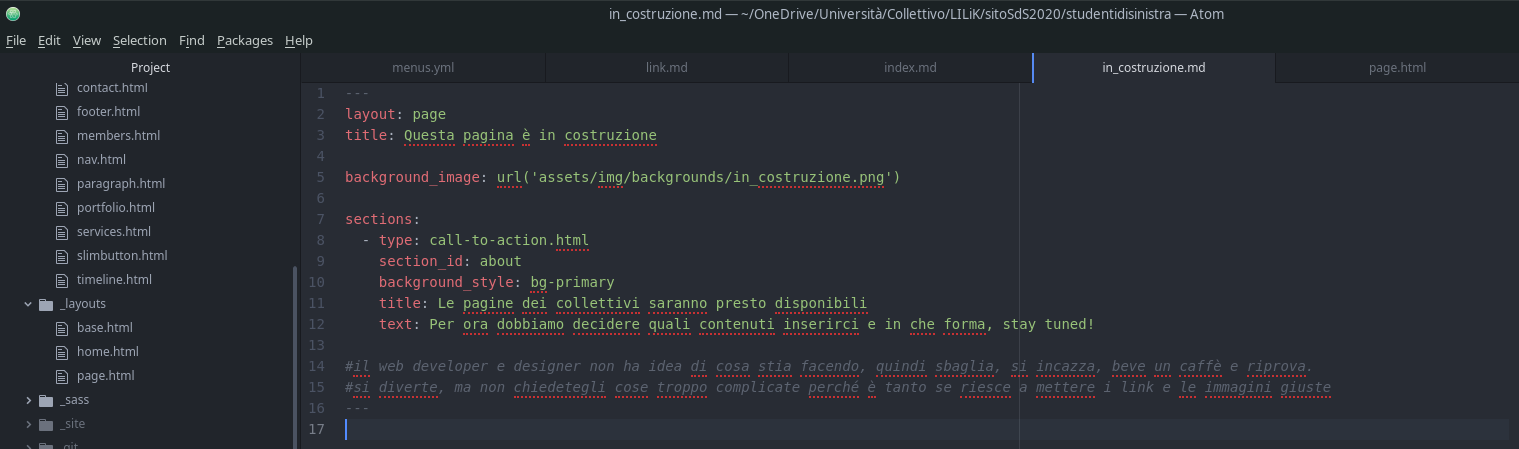 in_costruzione.md — ~/OneDrive/Università/Collettivo/LILiK/sitoSdS2020/studentidisinistra — Atom
File Edit View Selection Find Packages Help
Project
contact.html
footer.html
members.html
nav.html
paragraph.html
portfolio.html
services.html
slimbutton.html
timeline.html
_layouts
base.html
home.html
page.html
_sass
_site
.git
menus.yml link.md index.md in_costruzione.md page.html
1 ---
2 layout: page
3 title: Questa pagina è in costruzione
4
5 background_image: url('assets/img/backgrounds/in_costruzione.png')
6
7 sections:
8 - type: call-to-action.html
9 section_id: about
10 background_style: bg-primary
11 title: Le pagine dei collettivi saranno presto disponibili
12 text: Per ora dobbiamo decidere quali contenuti inserirci e in che forma, stay tuned!
13
14 #il web developer e designer non ha idea di cosa stia facendo, quindi sbaglia, si incazza, beve un caffè e riprova.
15 #si diverte, ma non chiedetegli cose troppo complicate perché è tanto se riesce a mettere i link e le immagini giuste
16 ---
17